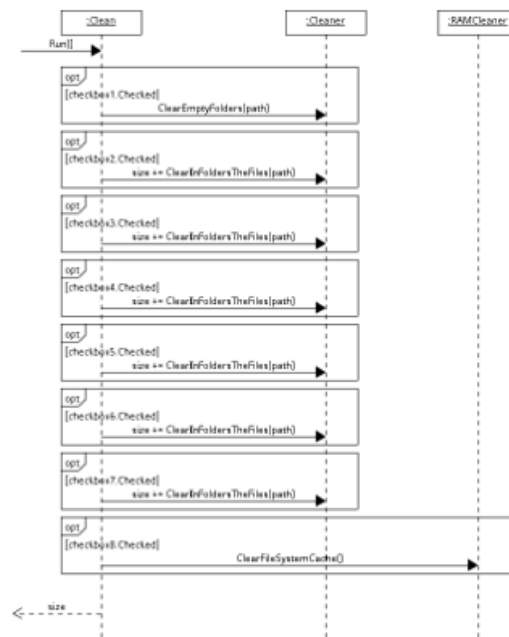 :Clean
:Cleaner
:RAMCleaner
Run()
opt
[checkbox1.Checked]
ClearEmptyFolders(path)
opt
[checkbox2.Checked]
size += ClearInFoldersTheFiles(path)
opt
[checkbox3.Checked]
size += ClearInFoldersTheFiles(path)
opt
[checkbox4.Checked]
size += ClearInFoldersTheFiles(path)
opt
[checkbox5.Checked]
size += ClearInFoldersTheFiles(path)
opt
[checkbox6.Checked]
size += ClearInFoldersTheFiles(path)
opt
[checkbox7.Checked]
size += ClearInFoldersTheFiles(path)
opt
[checkbox8.Checked]
ClearFileSystemCache()
size